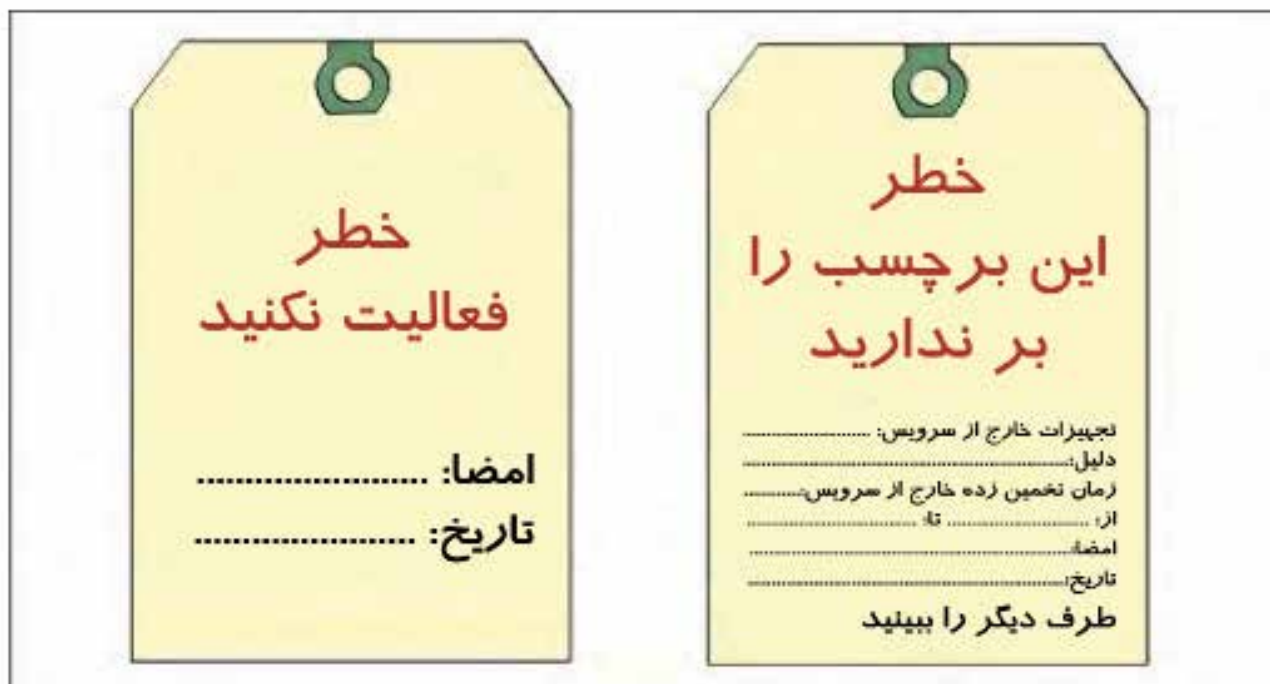 خطر
این برچسب را
بر ندارید
تجهیزات خارج از سرویس: ......................
دلیل:..........................................................
زمان تخمین زده خارج از سرویس:..........
از: ......................... تا: ..............................
امضا:.........................................................
تاریخ:........................................................
طرف دیگر را ببینید
خطر
فعالیت نکنید
امضا: ........................
تاریخ: .......................